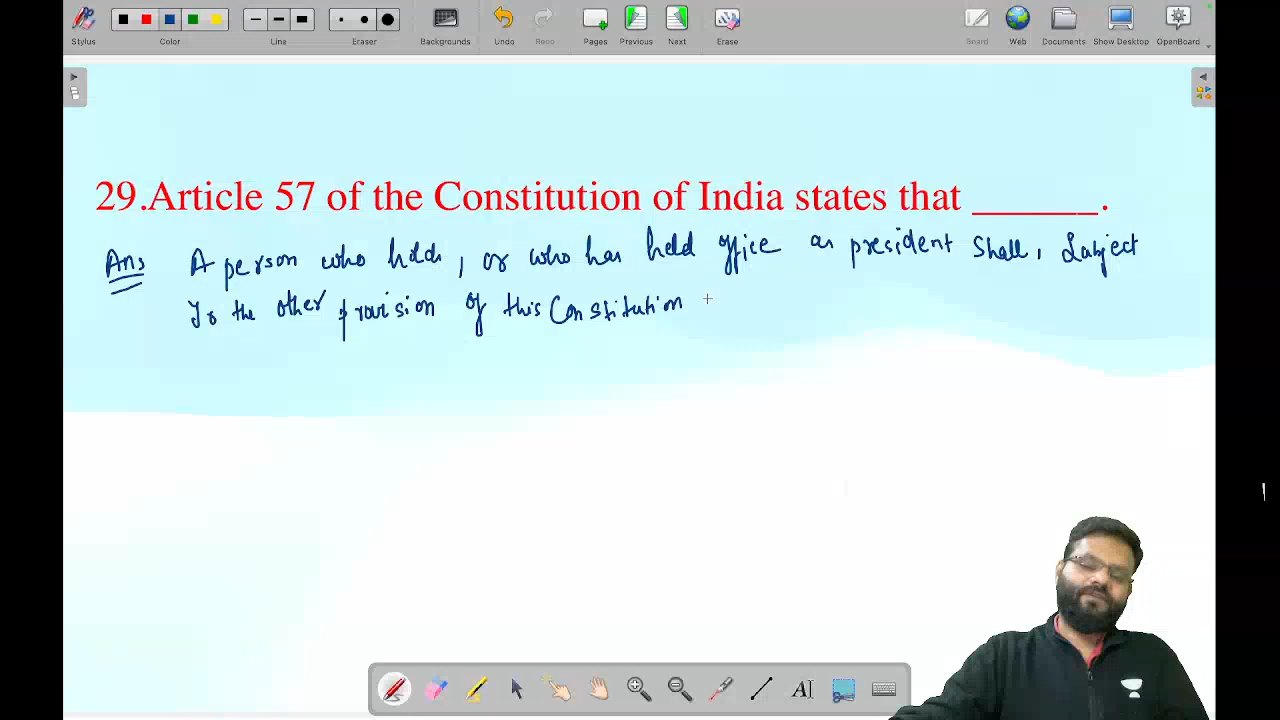 Stylus
Color
Line
Eraser
Backgrounds
Undo
Redo
Pages
Previous
Next
Erase
Board
Web
Documents
Show Desktop
OpenBoard
29.Article 57 of the Constitution of India states that ______.
Ans A person who holds, or who has held office as president shall, Subject
To the other provision of this Constitution